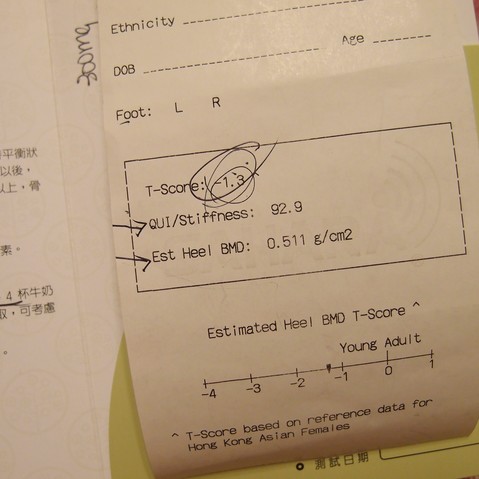 Ethnicity
DOB Age
Foot: L R
T-Score: -1.3
QUI/Stiffness: 92.9
Est Heel BMD: 0.511 g/cm2
Estimated Heel BMD T-Score ^
Young Adult
-4 -3 -2 -1 0 1
^ T-Score based on reference data for
Hong Kong Asian Females
測試日期
平衡狀
以後，
以上，骨
素。
4 杯牛奶
取，可考慮
。